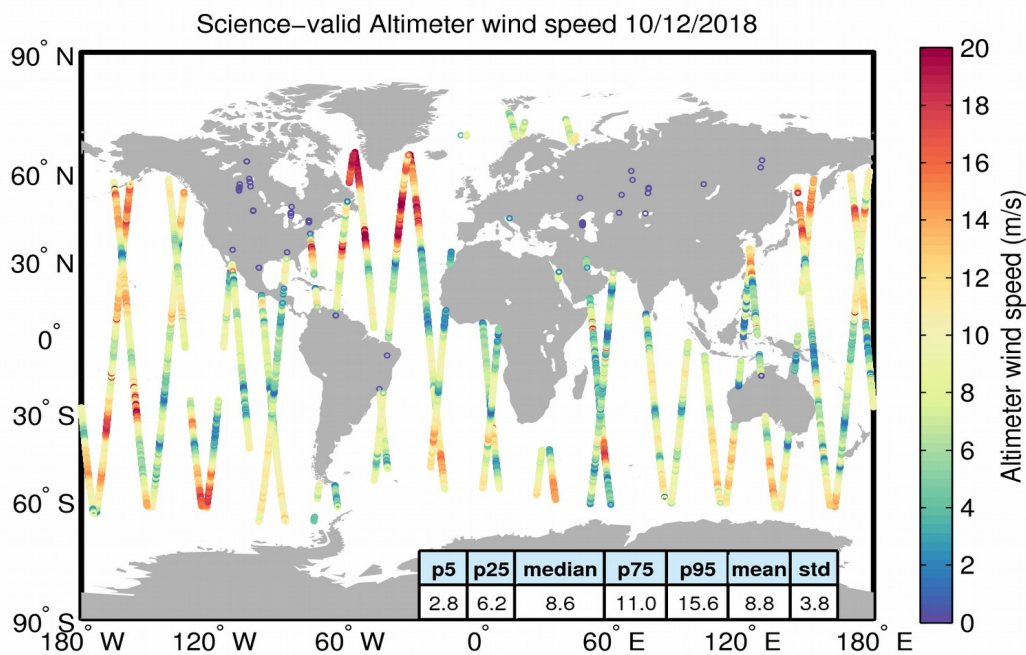 Science−valid Altimeter wind speed 10/12/2018
90° N
60° N
30° N
0°
30° S
60° S
90° S
180° W
120° W
60° W
0°
60° E
120° E
180° E
p5 p25 median p75 p95 mean std
2.8 6.2 8.6 11.0 15.6 8.8 3.8
20
18
16
14
12
10
8
6
4
2
0
Altimeter wind speed (m/s)